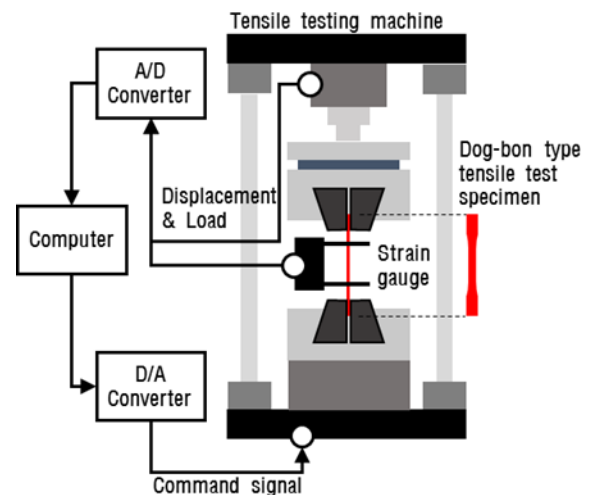 Tensile testing machine
A/D
Converter
Dog-bon type
tensile test
specimen
Displacement
& Load
Computer
Strain
gauge
D/A
Converter
Command signal